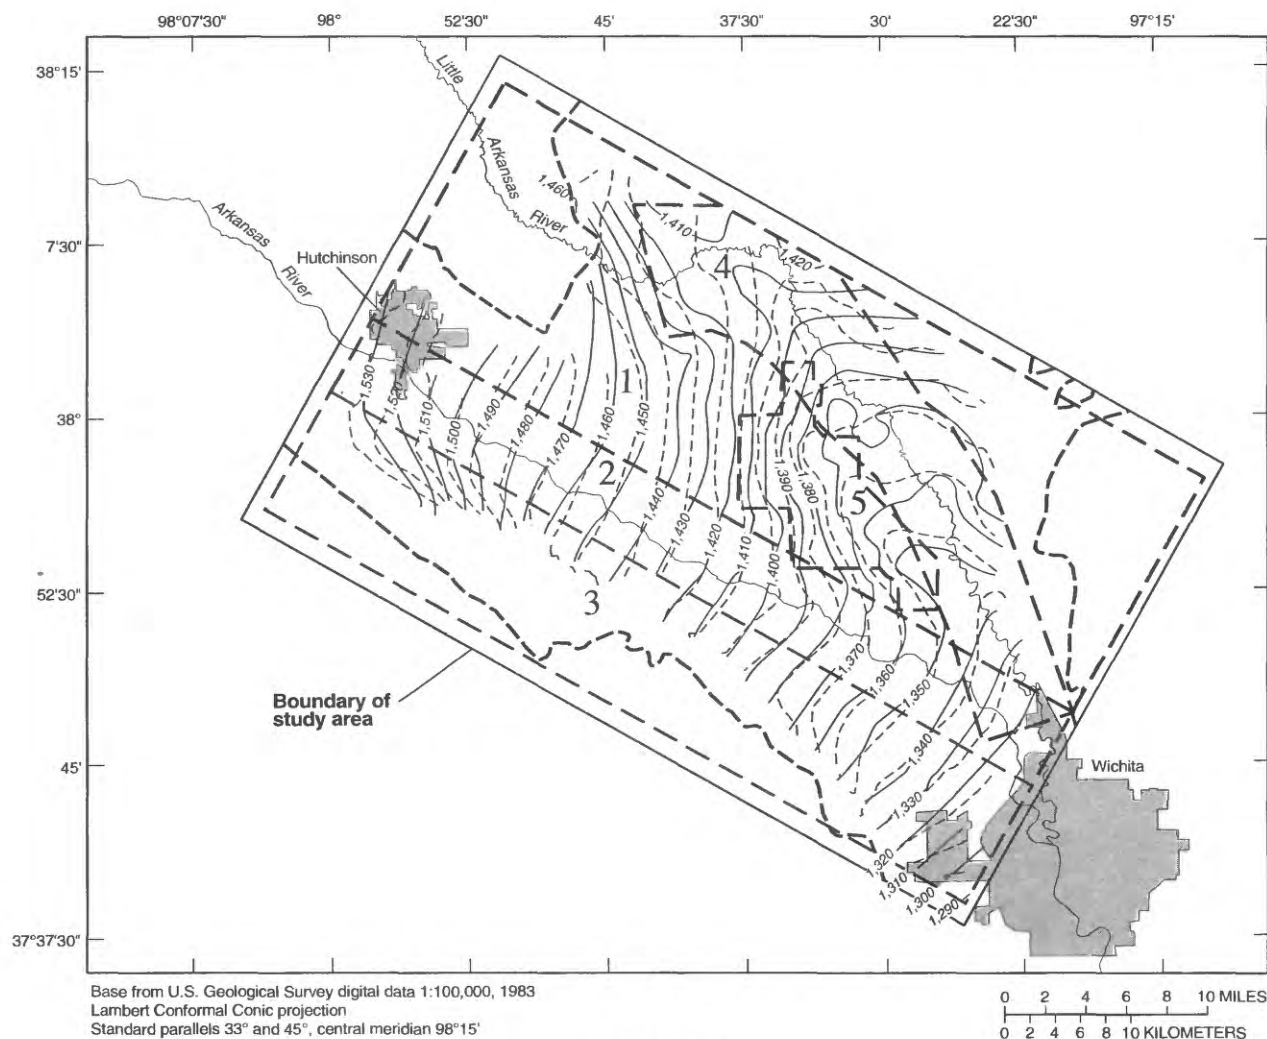 98°07'30" 98° 52'30" 45' 37'30" 30' 22'30" 97°15'
38°15'
7'30"
38°
52'30"
45'
37°37'30"
Little
Arkansas
River
Arkansas
River
Hutchinson
1,460
1,410
1,420
4
1
2
3
5
1,530
1,520
1,510
1,500
1,490
1,480
1,470
1,460
1,450
1,440
1,430
1,420
1,410
1,400
1,390
1,380
1,370
1,360
1,350
1,340
1,330
1,320
1,310
1,300
1,290
Boundary of
study area
Wichita
Base from U.S. Geological Survey digital data 1:100,000, 1983
Lambert Conformal Conic projection
Standard parallels 33° and 45°, central meridian 98°15'
0 2 4 6 8 10 MILES
0 2 4 6 8 10 KILOMETERS